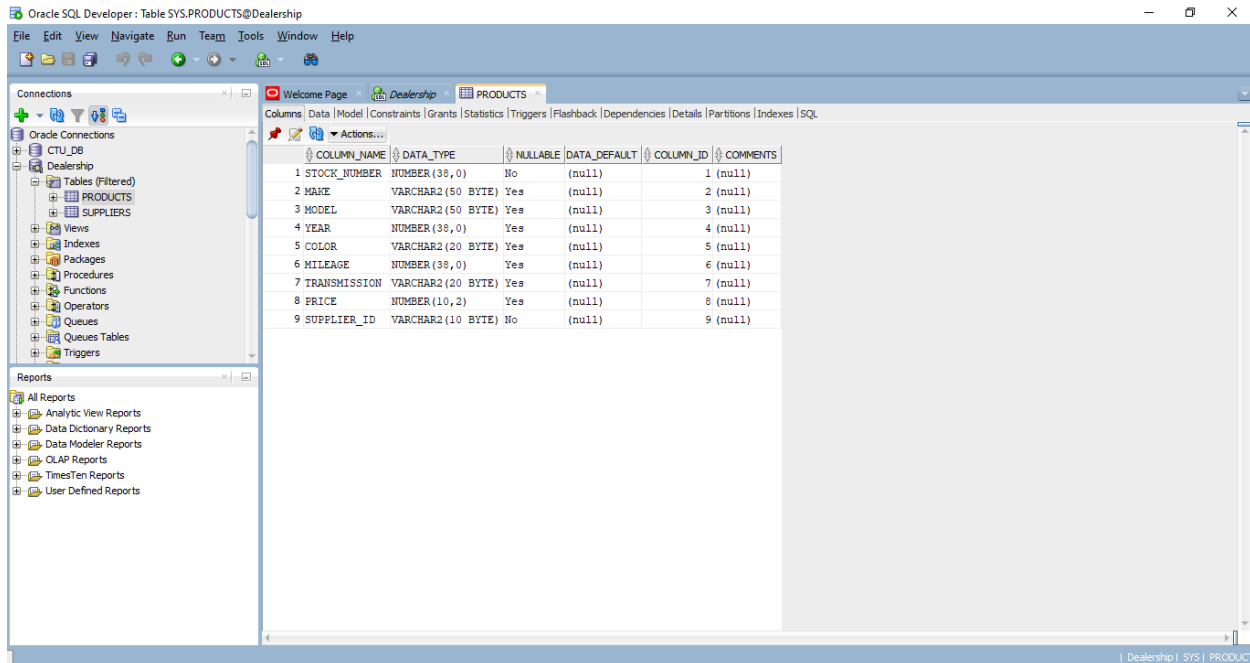 Oracle SQL Developer : Table SYS.PRODUCTS@Dealership
File Edit View Navigate Run Team Tools Window Help
Connections
Oracle Connections
CTU_DB
Dealership
Tables (Filtered)
PRODUCTS
SUPPLIERS
Views
Indexes
Packages
Procedures
Functions
Operators
Queues
Queues Tables
Triggers
Reports
All Reports
Analytic View Reports
Data Dictionary Reports
Data Modeler Reports
OLAP Reports
TimesTen Reports
User Defined Reports
Welcome Page Dealership PRODUCTS
Columns Data |Model |Constraints |Grants |Statistics |Triggers |Flashback |Dependencies |Details |Partitions |Indexes |SQL
Actions...
COLUMN_NAME DATA_TYPE NULLABLE DATA_DEFAULT COLUMN_ID COMMENTS
1 STOCK_NUMBER NUMBER(38,0) No (null) 1 (null)
2 MAKE VARCHAR2(50 BYTE) Yes (null) 2 (null)
3 MODEL VARCHAR2(50 BYTE) Yes (null) 3 (null)
4 YEAR NUMBER(38,0) Yes (null) 4 (null)
5 COLOR VARCHAR2(20 BYTE) Yes (null) 5 (null)
6 MILEAGE NUMBER(38,0) Yes (null) 6 (null)
7 TRANSMISSION VARCHAR2(20 BYTE) Yes (null) 7 (null)
8 PRICE NUMBER(10,2) Yes (null) 8 (null)
9 SUPPLIER_ID VARCHAR2(10 BYTE) No (null) 9 (null)
| Dealership | SYS | PRODUC